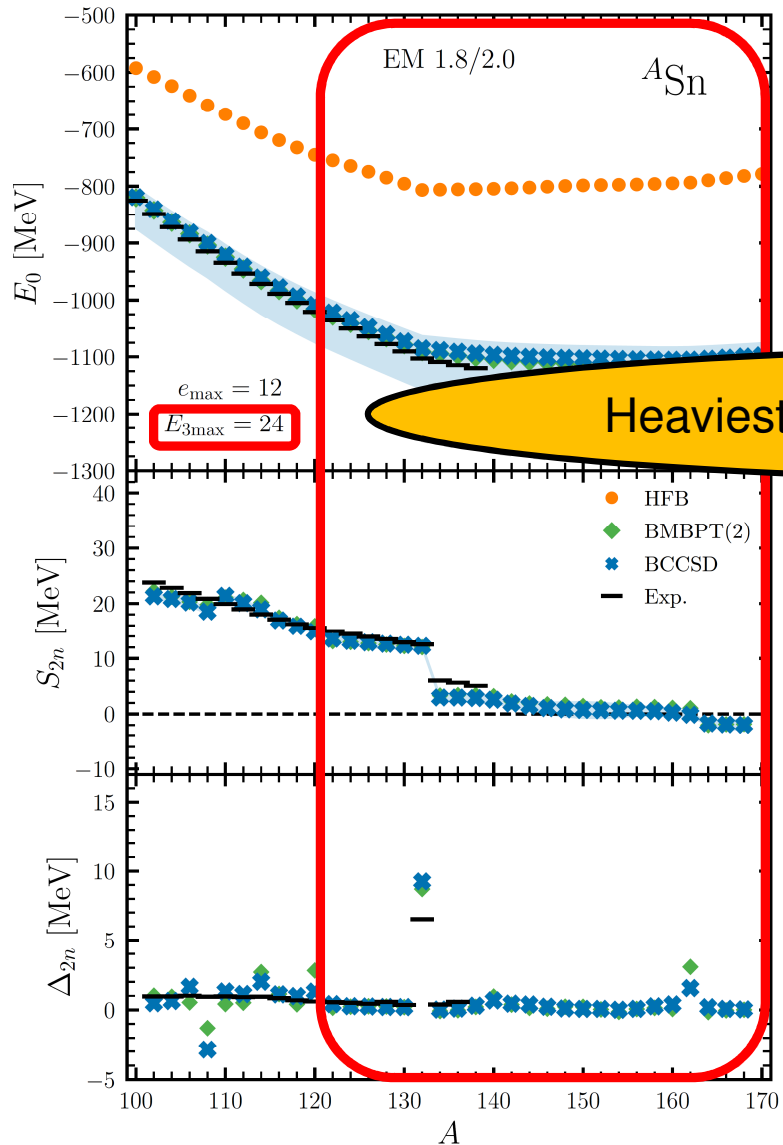 −500
−600
−700
−800
−900
−1000
−1100
−1200
−1300
E₀ [MeV]
EM 1.8/2.0
ᴬSn
e_max = 12
E_3max = 24
Heaviest
40
30
20
10
0
−10
S₂ₙ [MeV]
HFB
BMBPT(2)
BCCSD
Exp.
15
10
5
0
−5
Δ₂ₙ [MeV]
100 110 120 130 140 150 160 170
A